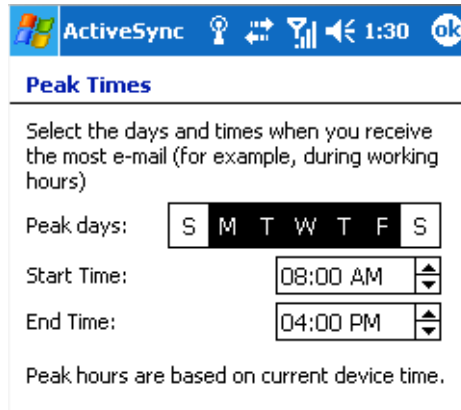 ActiveSync 1:30 ok
Peak Times
Select the days and times when you receive
the most e-mail (for example, during working
hours)
Peak days: S M T W T F S
Start Time: 08:00 AM
End Time: 04:00 PM
Peak hours are based on current device time.